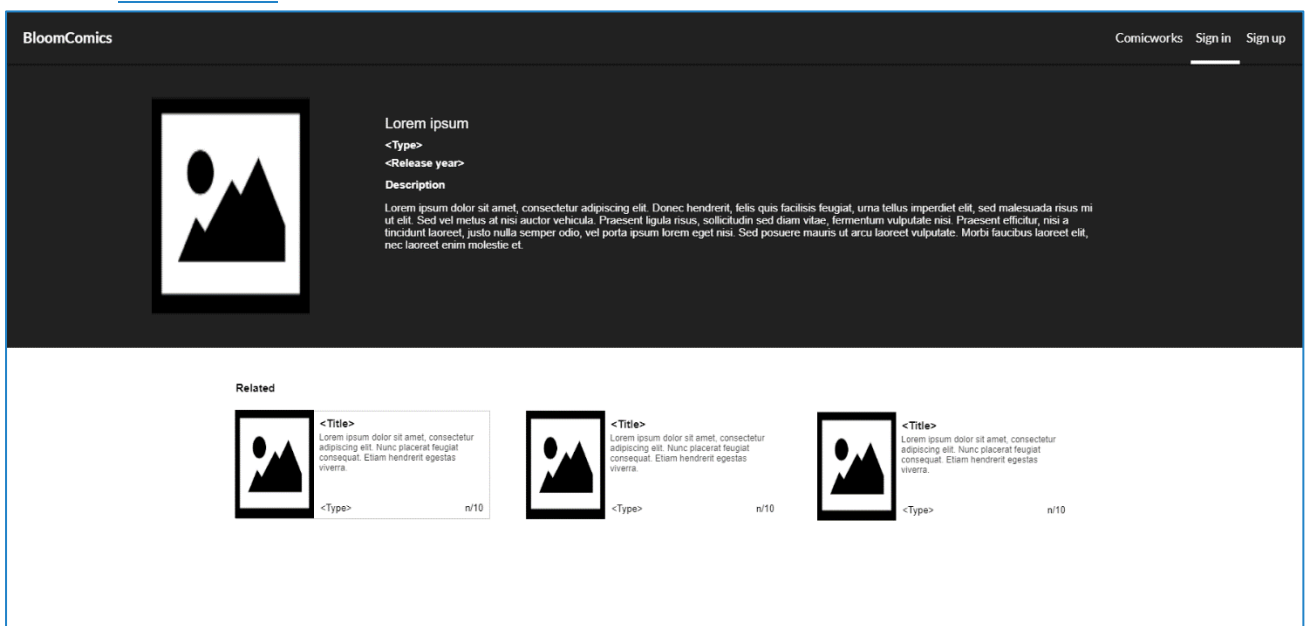 BloomComics
Comicworks Sign in Sign up
Lorem ipsum
<Type>
<Release year>
Description
Lorem ipsum dolor sit amet, consectetur adipiscing elit. Donec hendrerit, felis quis facilisis feugiat, urna tellus imperdiet elit, sed malesuada risus mi
ut elit. Sed vel metus at nisi auctor vehicula. Praesent ligula risus, sollicitudin sed diam vitae, fermentum vulputate nisi. Praesent efficitur, nisi a
tincidunt laoreet, justo nulla semper odio, vel porta ipsum lorem eget nisi. Sed posuere mauris ut arcu laoreet vulputate. Morbi faucibus laoreet elit,
nec laoreet enim molestie et.
Related
<Title>
Lorem ipsum dolor sit amet, consectetur
adipiscing elit. Nunc placerat feugiat
consequat. Etiam hendrerit egestas
viverra.
<Type> n/10
<Title>
Lorem ipsum dolor sit amet, consectetur
adipiscing elit. Nunc placerat feugiat
consequat. Etiam hendrerit egestas
viverra.
<Type> n/10
<Title>
Lorem ipsum dolor sit amet, consectetur
adipiscing elit. Nunc placerat feugiat
consequat. Etiam hendrerit egestas
viverra.
<Type> n/10